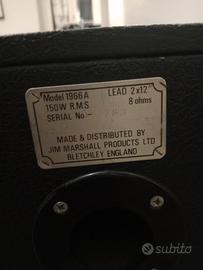 Model 1966A LEAD 2x12"
150W R.M.S. 8 ohms
SERIAL No:-
MADE & DISTRIBUTED BY
JIM MARSHALL PRODUCTS LTD
BLETCHLEY ENGLAND
subito